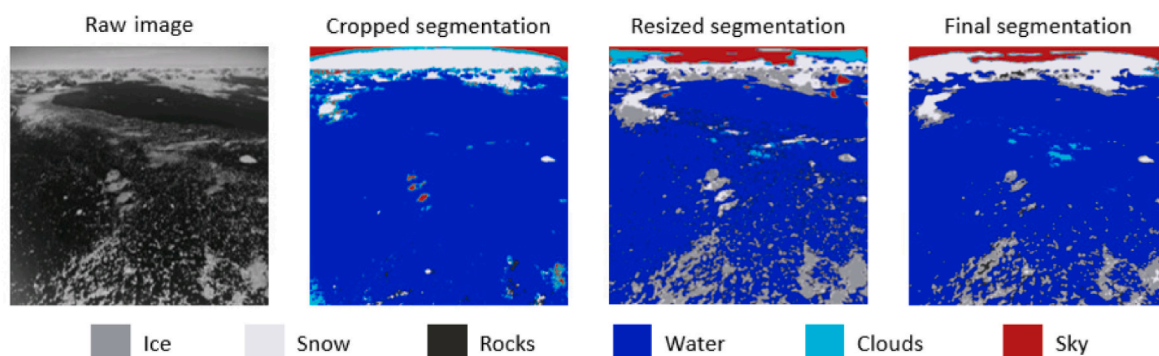 Raw image
Cropped segmentation
Resized segmentation
Final segmentation
Ice
Snow
Rocks
Water
Clouds
Sky